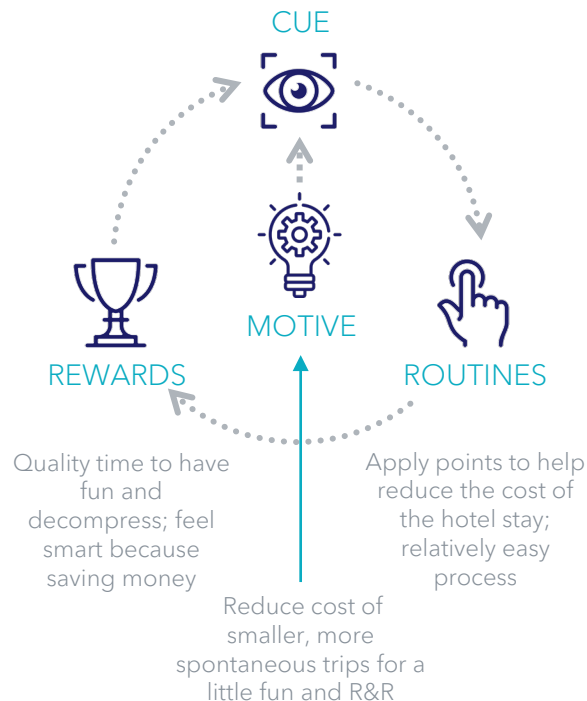 CUE
MOTIVE
REWARDS
ROUTINES
Quality time to have
fun and
decompress; feel
smart because
saving money
Apply points to help
reduce the cost of
the hotel stay;
relatively easy
process
Reduce cost of
smaller, more
spontaneous trips for a
little fun and R&R